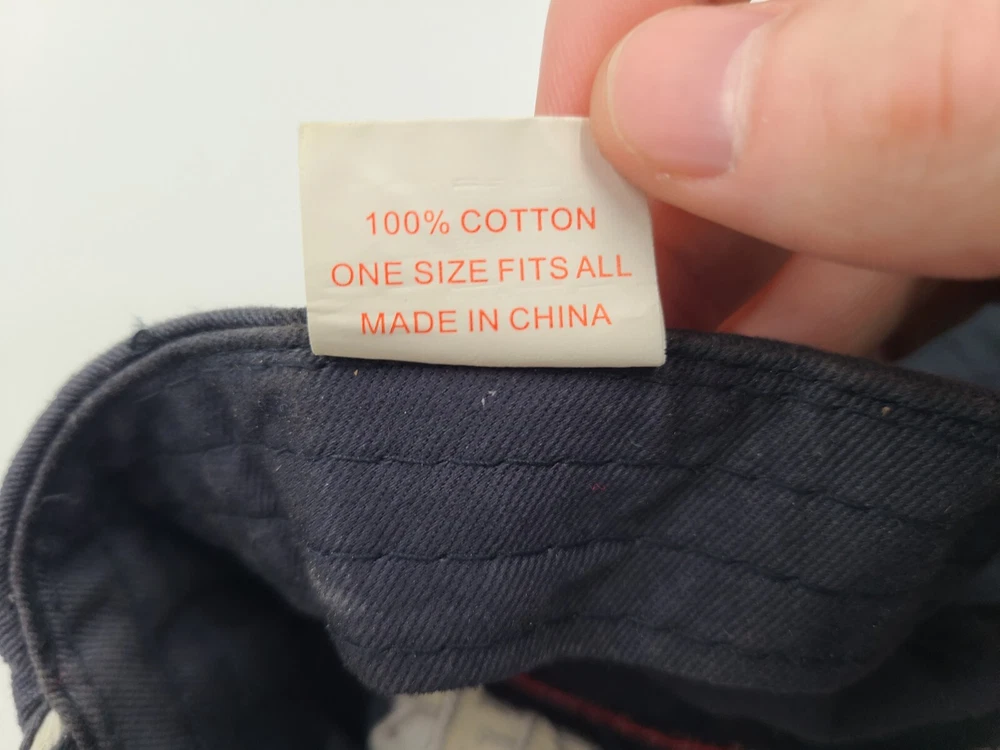 100% COTTON
ONE SIZE FITS ALL
MADE IN CHINA